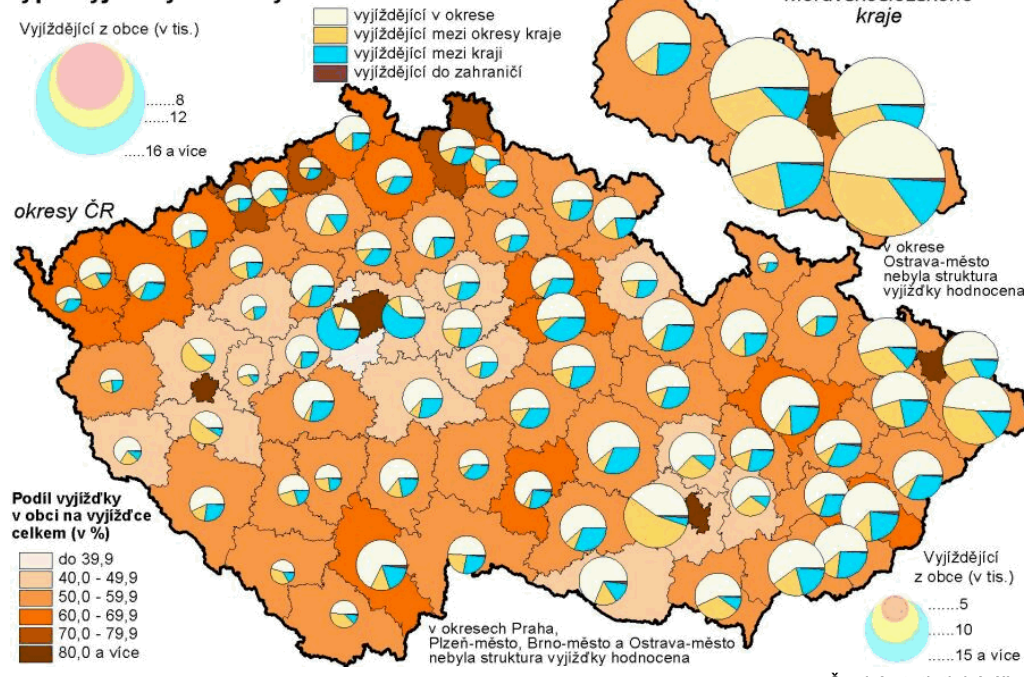 Vyjíždějící z obce (v tis.)
.......8
......12
.....16 a více
vyjíždějící v okrese
vyjíždějící mezi okresy kraje
vyjíždějící mezi kraji
vyjíždějící do zahraničí
kraje
okresy ČR
v okrese
Ostrava-město
nebyla struktura
vyjížďky hodnocena
Podíl vyjížďky
v obci na vyjížďce
celkem (v %)
do 39,9
40,0 - 49,9
50,0 - 59,9
60,0 - 69,9
70,0 - 79,9
80,0 a více
v okresech Praha,
Plzeň-město, Brno-město a Ostrava-město
nebyla struktura vyjížďky hodnocena
Vyjíždějící
z obce (v tis.)
......5
......10
......15 a více